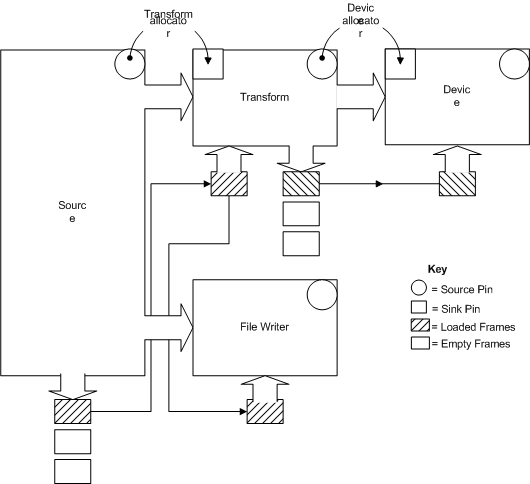 Transform
allocato
r
Devic
e
allocato
r
Transform
Devic
e
Sourc
e
File Writer
Key
= Source Pin
= Sink Pin
= Loaded Frames
= Empty Frames